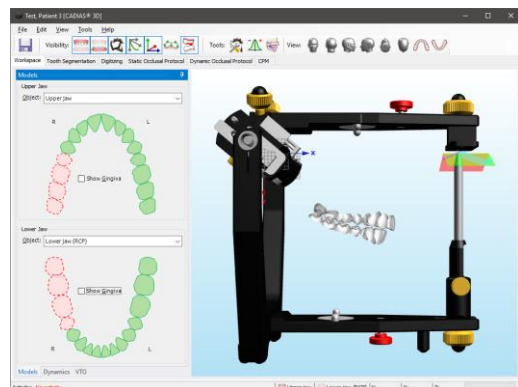 Test, Patient 3 [CADIAS® 3D]
File Edit View Tools Help
Visibility: Tools: View
Workspace Tooth Segmentation Digitizing Static Occlusal Protocol Dynamic Occlusal Protocol CPM
Models
Upper Jaw
Object: Upper Jaw
R L
Show Gingiva
Lower Jaw
Object: Lower Jaw (RCP)
Show Gingiva
R L
Models Dynamics VTO
X